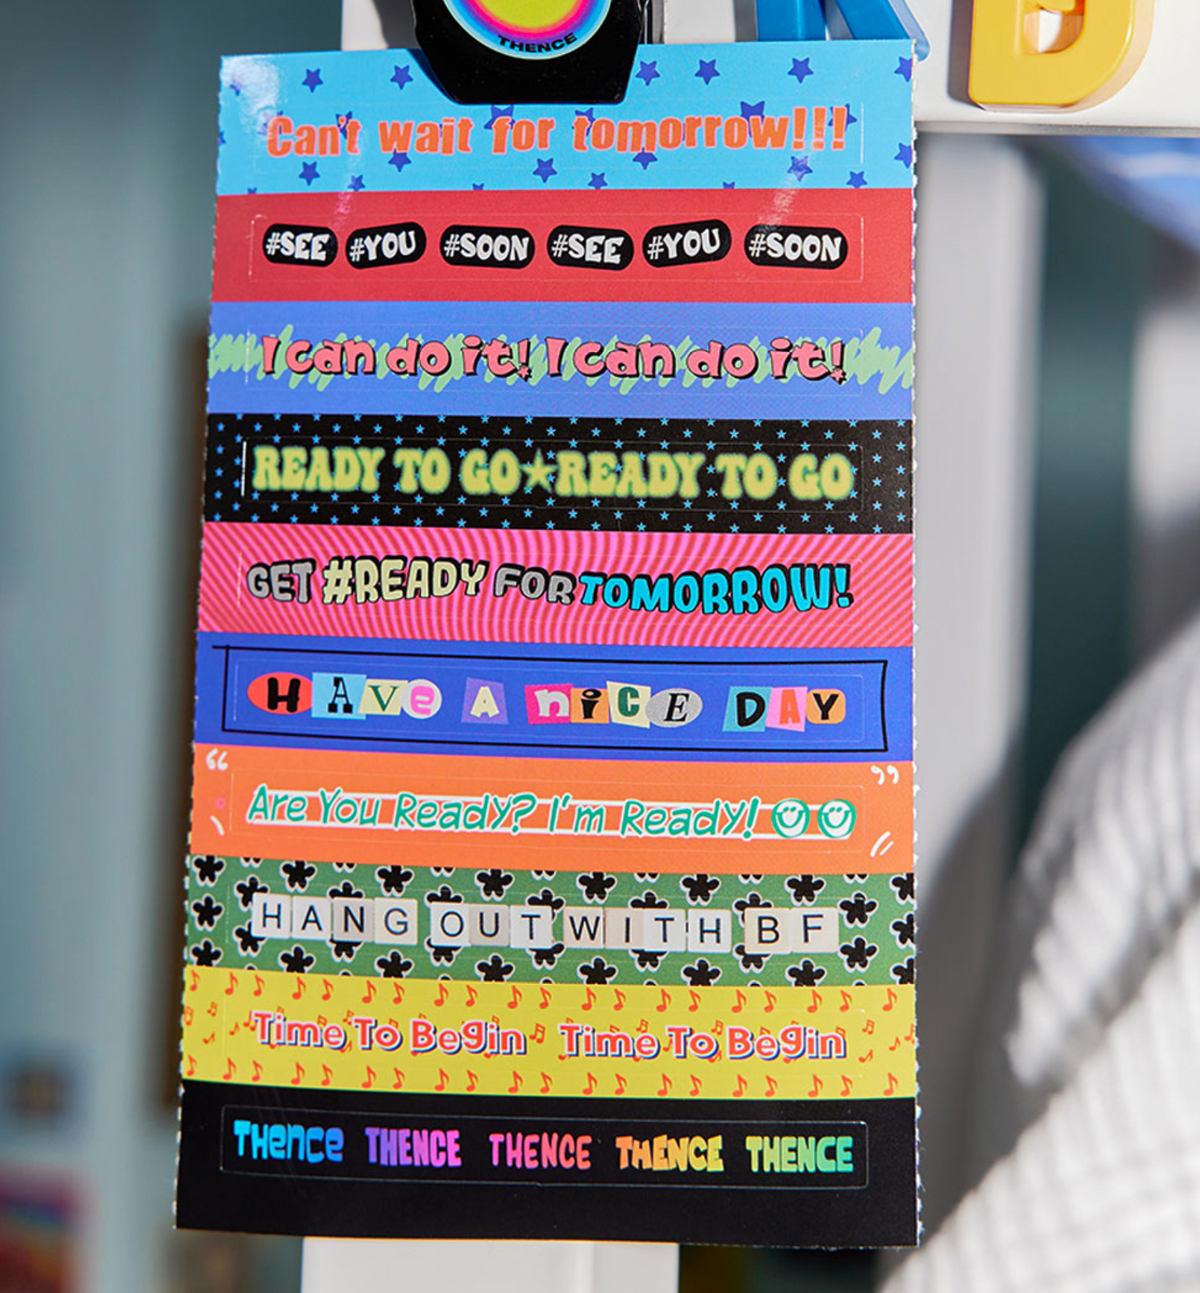 THENCE
Can't wait for tomorrow!!!
#SEE #YOU #SOON #SEE #YOU #SOON
I can do it! I can do it!
READY TO GO★READY TO GO
GET #READY FOR TOMORROW!
HAVe A niCE DAY
“ ”
Are You Ready? I'm Ready!
HANG OUT WITH BF
Time To Begin Time To Begin
THence THENCE THENCE THENCE THENCE